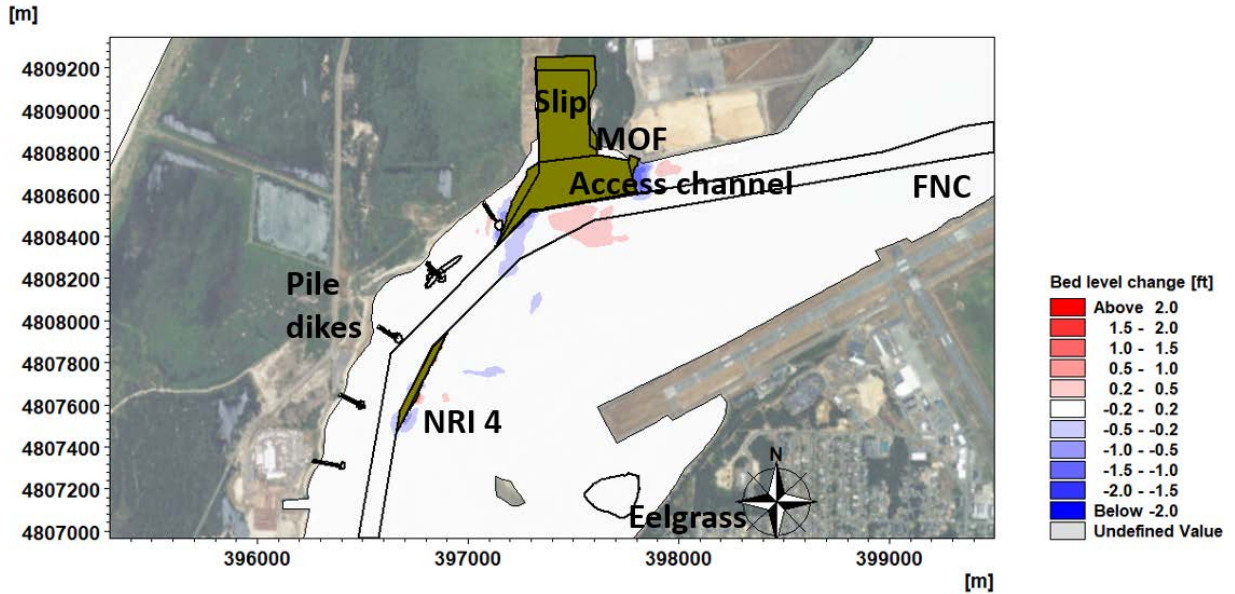 [m]
4809200
4809000
4808800
4808600
4808400
4808200
4808000
4807800
4807600
4807400
4807200
4807000
Slip
MOF
Access channel
FNC
Pile
dikes
NRI 4
N
Eelgrass
396000 397000 398000 399000
[m]
Bed level change [ft]
Above 2.0
1.5 - 2.0
1.0 - 1.5
0.5 - 1.0
0.2 - 0.5
-0.2 - 0.2
-0.5 - -0.2
-1.0 - -0.5
-1.5 - -1.0
-2.0 - -1.5
Below -2.0
Undefined Value